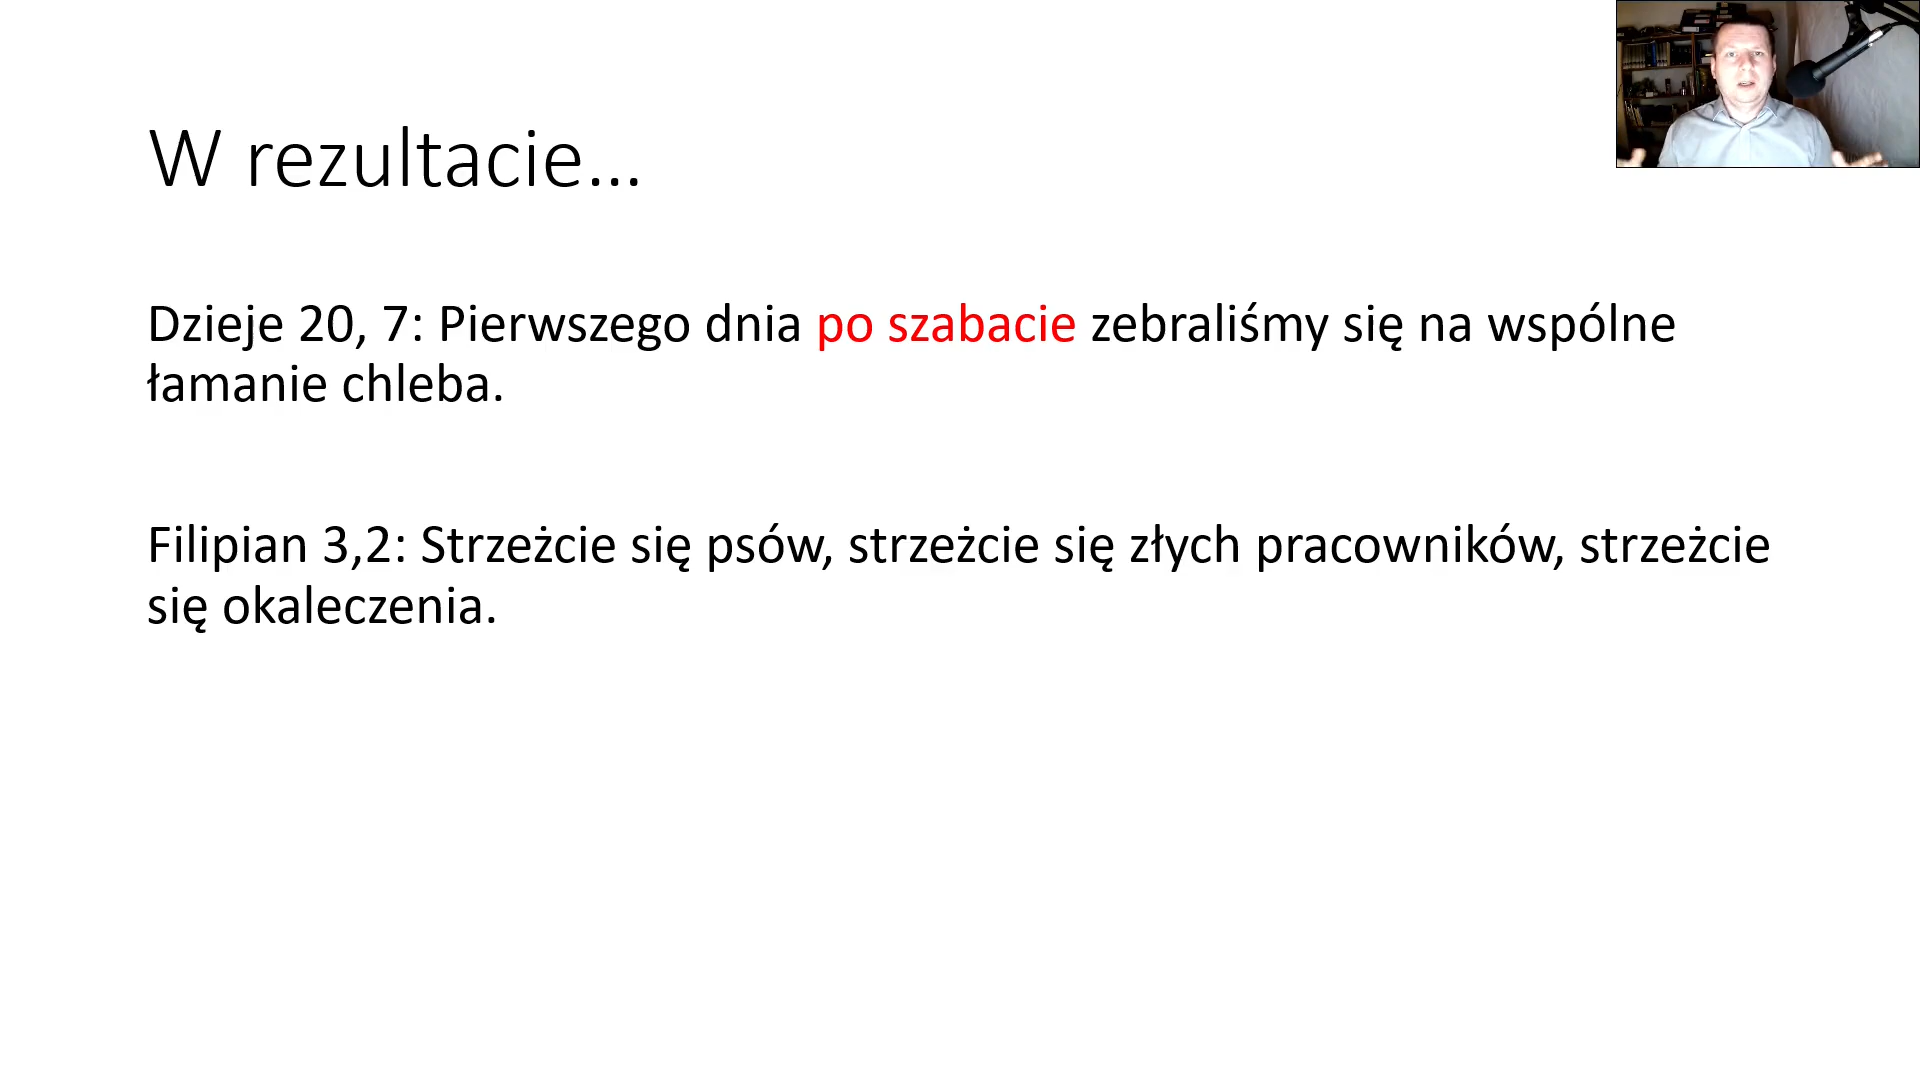 W rezultacie...
Dzieje 20, 7: Pierwszego dnia po szabacie zebraliśmy się na wspólne
łamanie chleba.
Filipian 3,2: Strzeżcie się psów, strzeżcie się złych pracowników, strzeżcie
się okaleczenia.